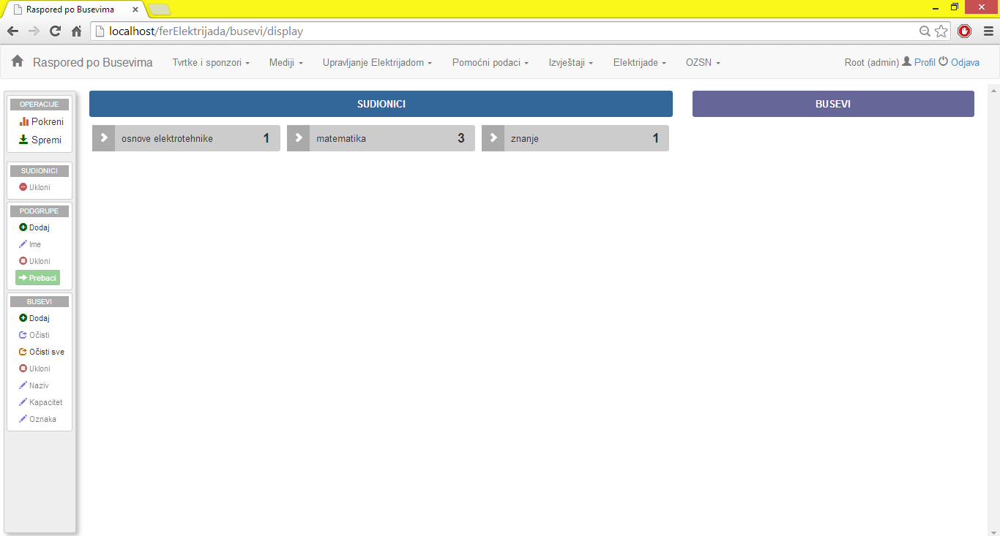 Raspored po Busevima
localhost/ferElektrijada/busevi/display
Raspored po Busevima Tvrtke i sponzori Mediji Upravljanje Elektrijadom Pomoćni podaci Izvještaji Elektrijade OZSN Root (admin) Profil Odjava
OPERACIJE
Pokreni
Spremi
SUDIONICI
Ukloni
PODGRUPE
Dodaj
Ime
Ukloni
Prebaci
BUSEVI
Dodaj
Očisti
Očisti sve
Ukloni
Naziv
Kapacitet
Oznaka
SUDIONICI
osnove elektrotehnike 1
matematika 3
znanje 1
BUSEVI